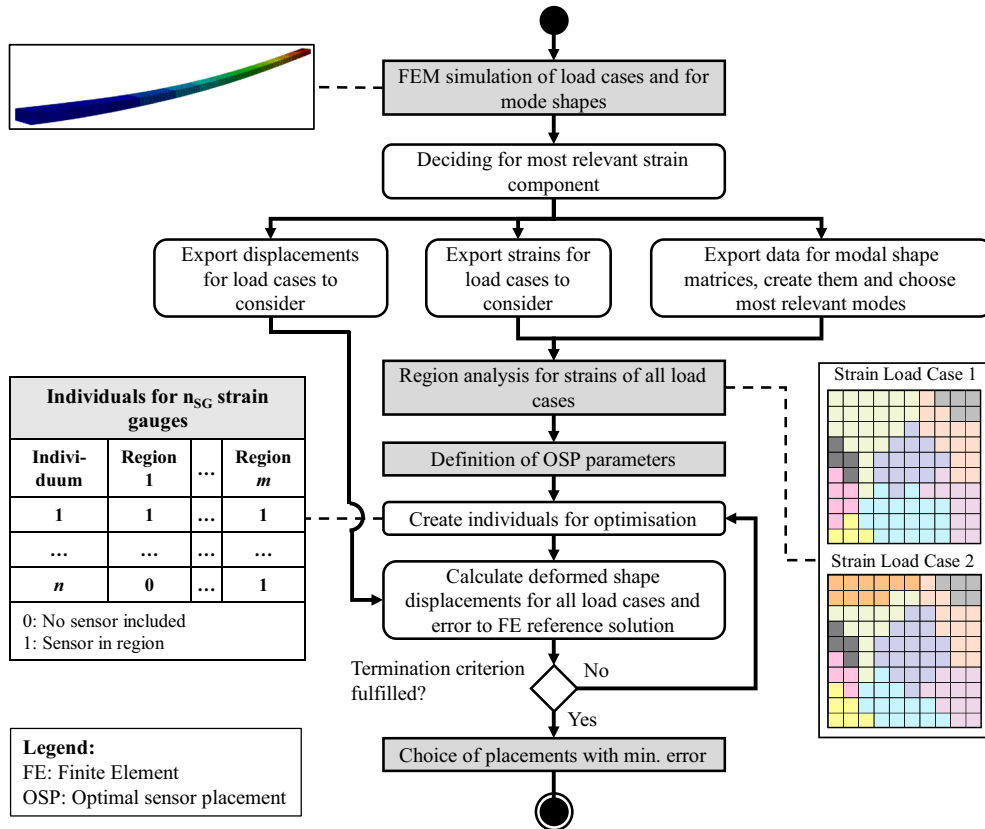 FEM simulation of load cases and for
mode shapes
Deciding for most relevant strain
component
Export displacements
for load cases to
consider
Export strains for
load cases to
consider
Export data for modal shape
matrices, create them and choose
most relevant modes
Region analysis for strains of all load
cases
Definition of OSP parameters
Create individuals for optimisation
Calculate deformed shape
displacements for all load cases and
error to FE reference solution
Termination criterion
fulfilled?
No
Yes
Choice of placements with min. error
Individuals for nSG strain
gauges
Indivi-
duum
Region
1
...
Region
m
1 1 ... 1
... ... ... ...
n 0 ... 1
0: No sensor included
1: Sensor in region
Strain Load Case 1
Strain Load Case 2
Legend:
FE: Finite Element
OSP: Optimal sensor placement